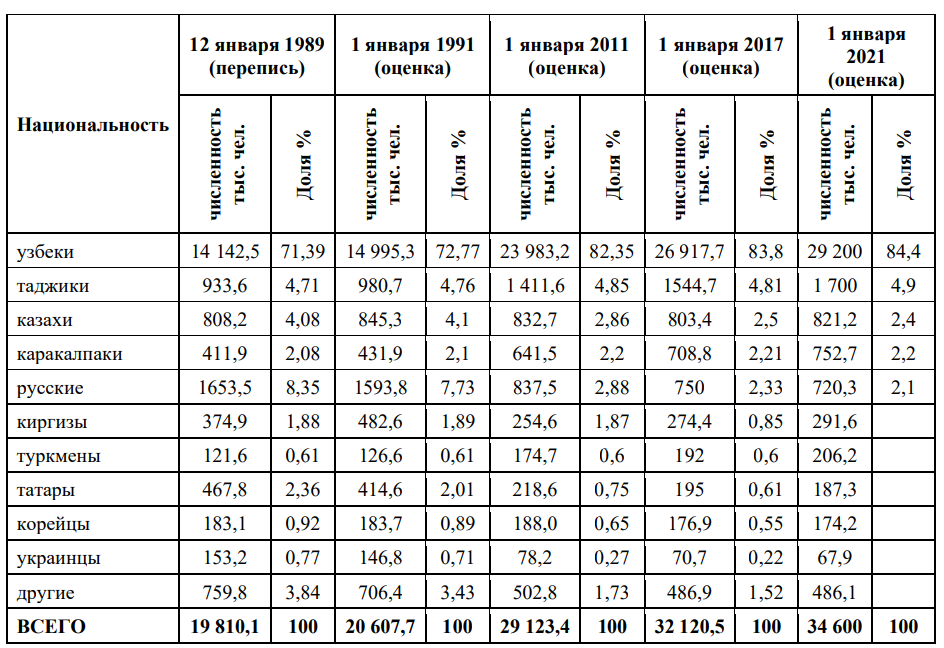 Национальность
12 января 1989
(перепись)
1 января 1991
(оценка)
1 января 2011
(оценка)
1 января 2017
(оценка)
1 января
2021
(оценка)
численность
тыс. чел.
Доля %
численность
тыс. чел.
Доля %
численность
тыс. чел.
Доля %
численность
тыс. чел.
Доля %
численность
тыс. чел.
Доля %
узбеки 14 142,5 71,39 14 995,3 72,77 23 983,2 82,35 26 917,7 83,8 29 200 84,4
таджики 933,6 4,71 980,7 4,76 1 411,6 4,85 1544,7 4,81 1 700 4,9
казахи 808,2 4,08 845,3 4,1 832,7 2,86 803,4 2,5 821,2 2,4
каракалпаки 411,9 2,08 431,9 2,1 641,5 2,2 708,8 2,21 752,7 2,2
русские 1653,5 8,35 1593,8 7,73 837,5 2,88 750 2,33 720,3 2,1
киргизы 374,9 1,88 482,6 1,89 254,6 1,87 274,4 0,85 291,6
туркмены 121,6 0,61 126,6 0,61 174,7 0,6 192 0,6 206,2
татары 467,8 2,36 414,6 2,01 218,6 0,75 195 0,61 187,3
корейцы 183,1 0,92 183,7 0,89 188,0 0,65 176,9 0,55 174,2
украинцы 153,2 0,77 146,8 0,71 78,2 0,27 70,7 0,22 67,9
другие 759,8 3,84 706,4 3,43 502,8 1,73 486,9 1,52 486,1
ВСЕГО 19 810,1 100 20 607,7 100 29 123,4 100 32 120,5 100 34 600 100